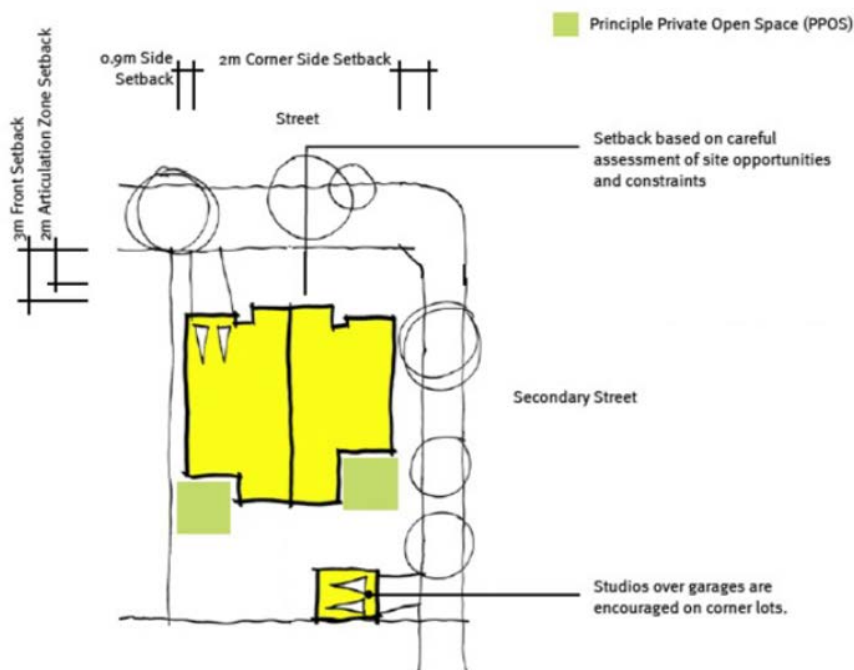 Principle Private Open Space (PPOS)
0.9m Side
Setback
2m Corner Side Setback
3m Front Setback
2m Articulation Zone Setback
Street
Setback based on careful
assessment of site opportunities
and constraints
Secondary Street
Studios over garages are
encouraged on corner lots.